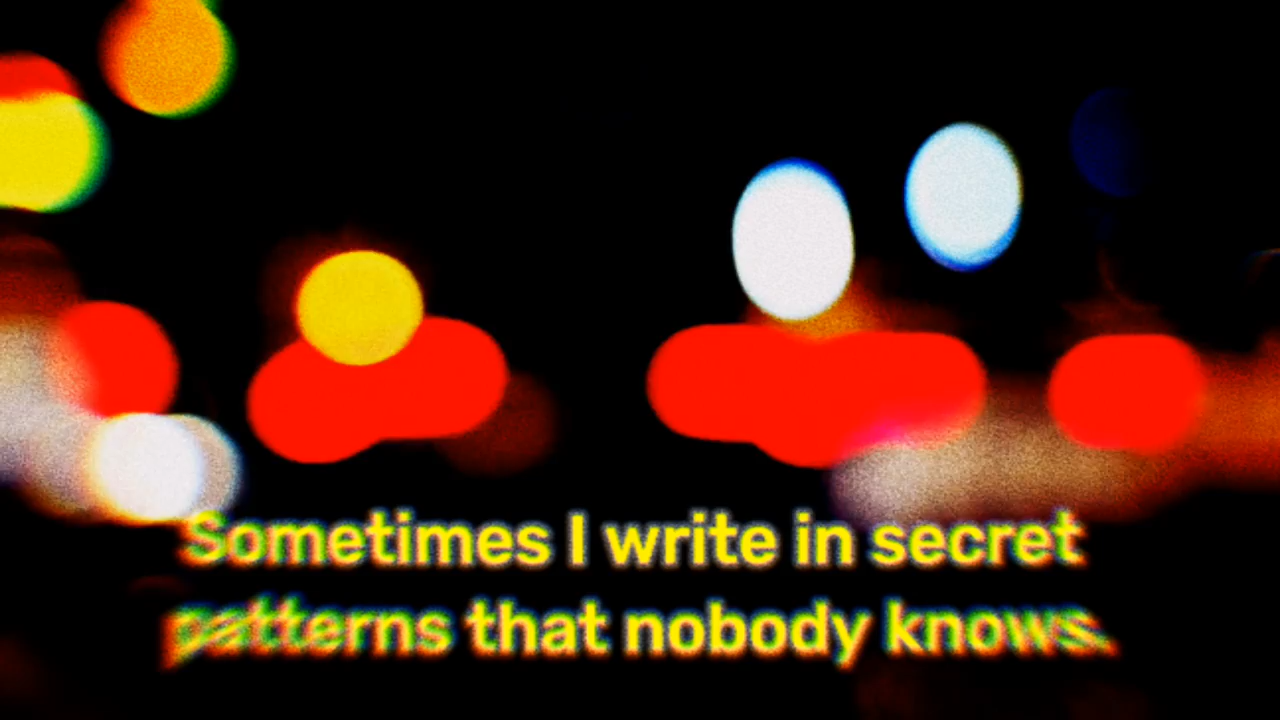 Sometimes I write in secret
patterns that nobody knows.